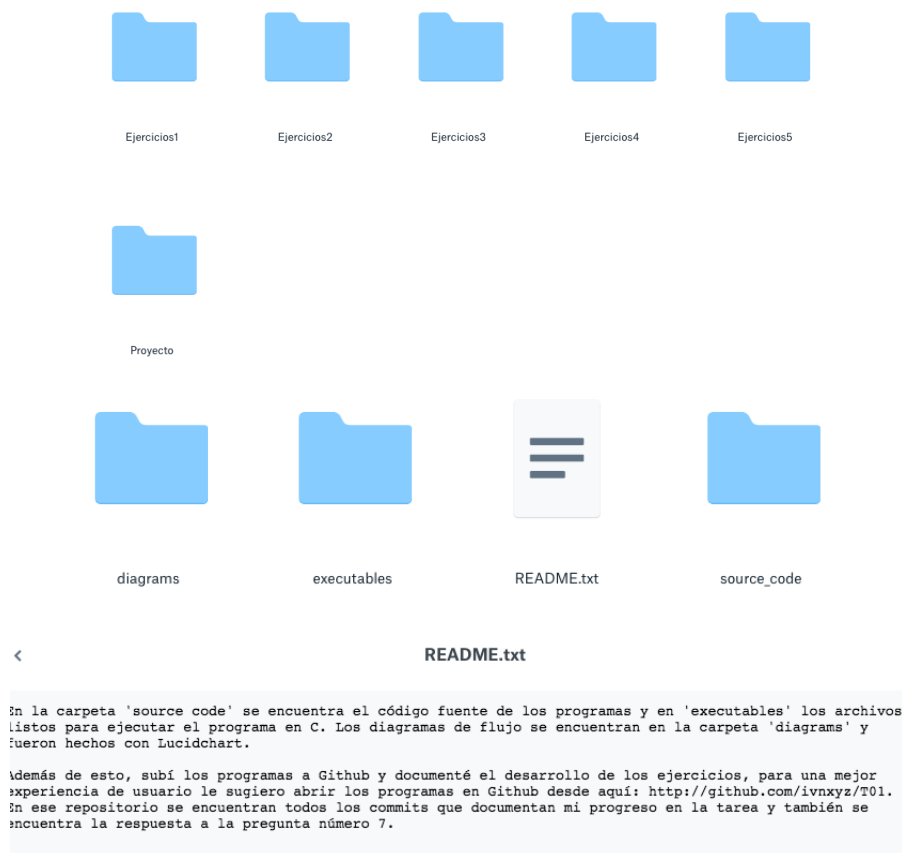 Ejercicios1 Ejercicios2 Ejercicios3 Ejercicios4 Ejercicios5
Proyecto
diagrams executables README.txt source_code
README.txt
En la carpeta 'source code' se encuentra el código fuente de los programas y en 'executables' los archivos
listos para ejecutar el programa en C. Los diagramas de flujo se encuentran en la carpeta 'diagrams' y
fueron hechos con Lucidchart.
Además de esto, subí los programas a Github y documenté el desarrollo de los ejercicios, para una mejor
experiencia de usuario le sugiero abrir los programas en Github desde aquí: http://github.com/ivnxyz/T01.
En ese repositorio se encuentran todos los commits que documentan mi progreso en la tarea y también se
encuentra la respuesta a la pregunta número 7.